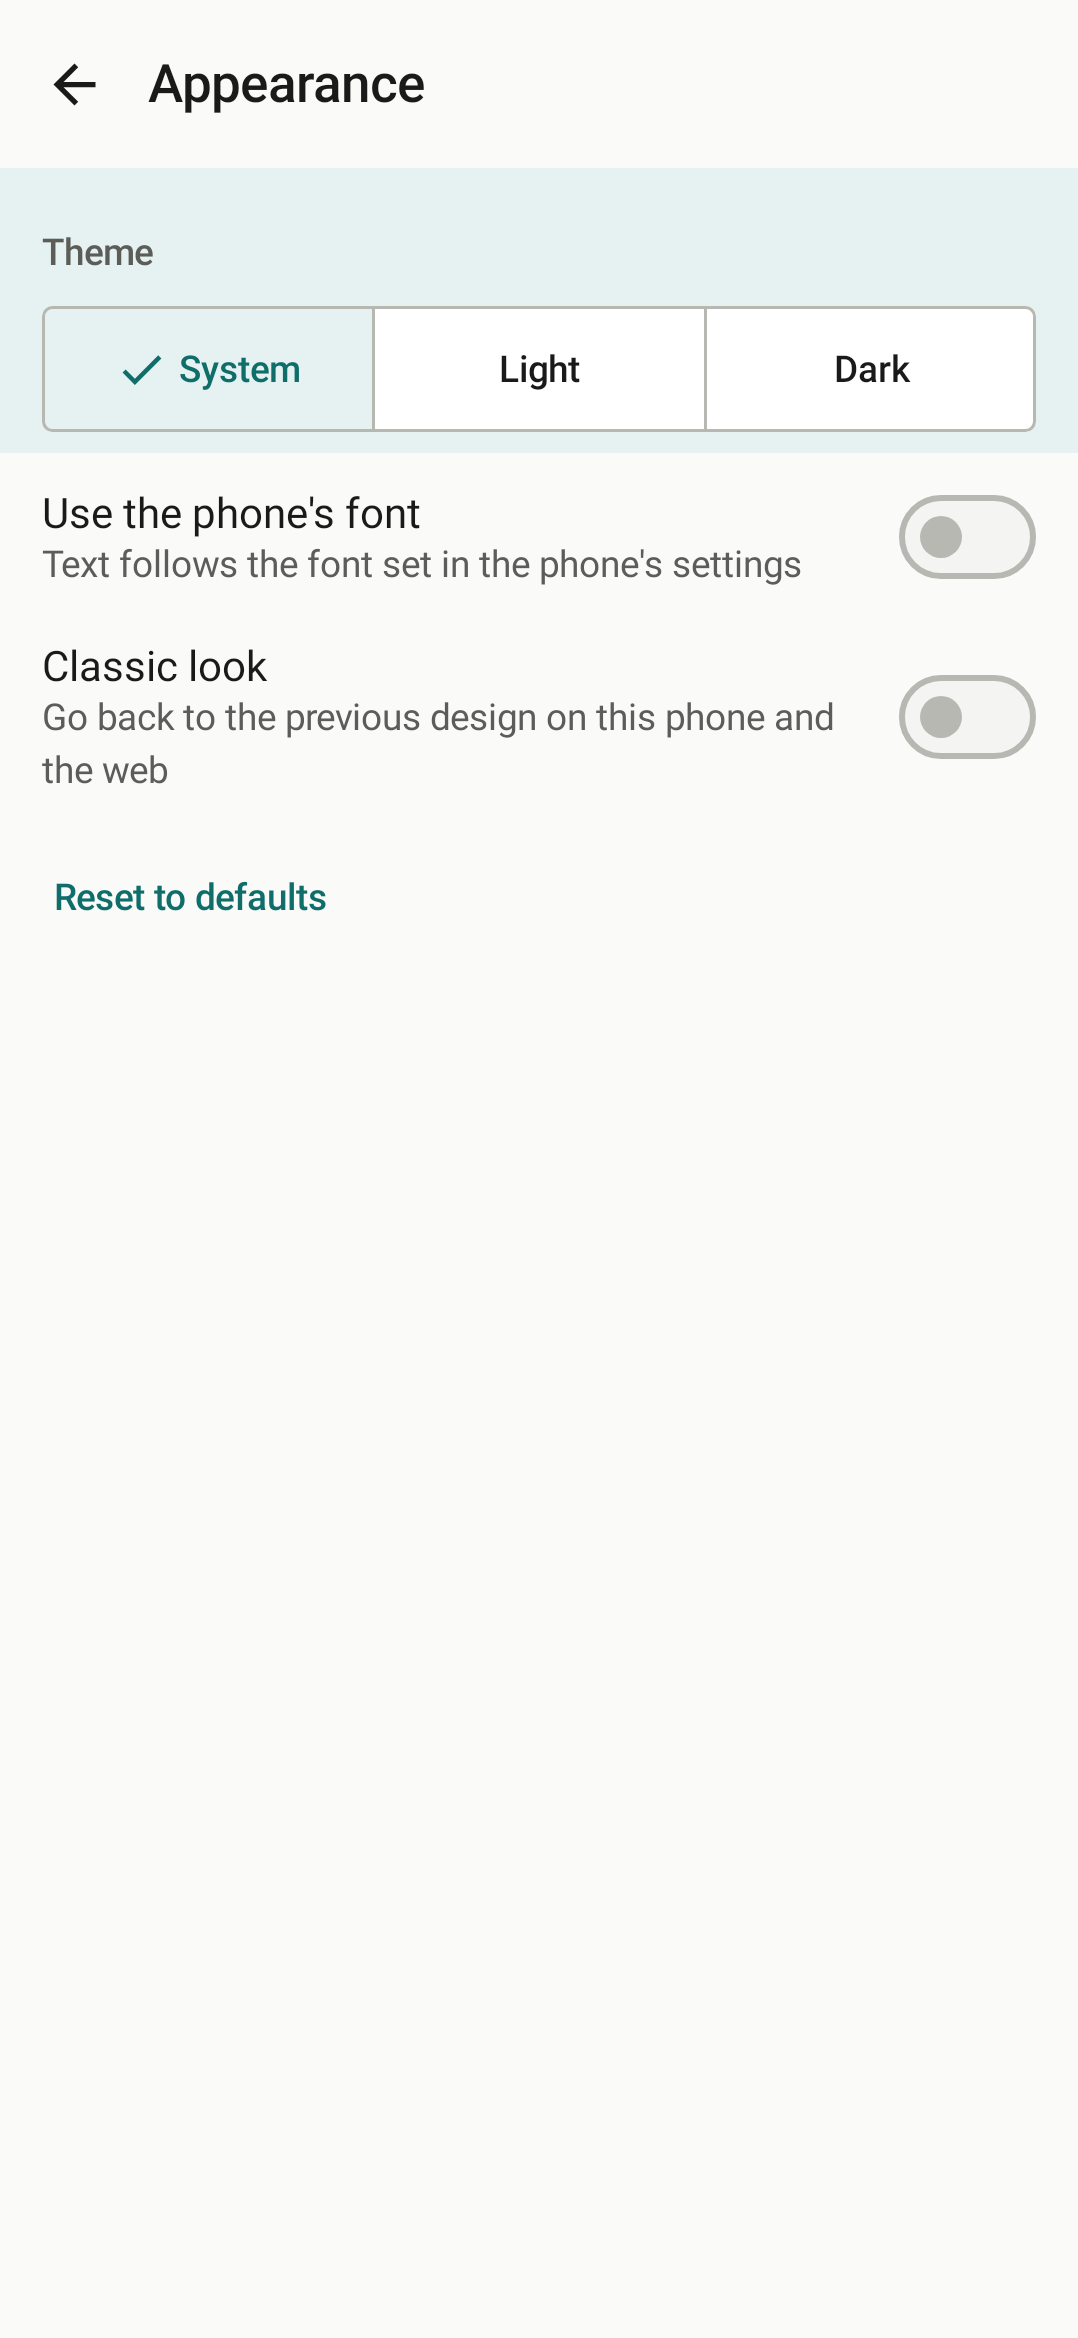 Appearance
Theme
System
Light
Dark
Use the phone's font
Text follows the font set in the phone's settings
Classic look
Go back to the previous design on this phone and
the web
Reset to defaults